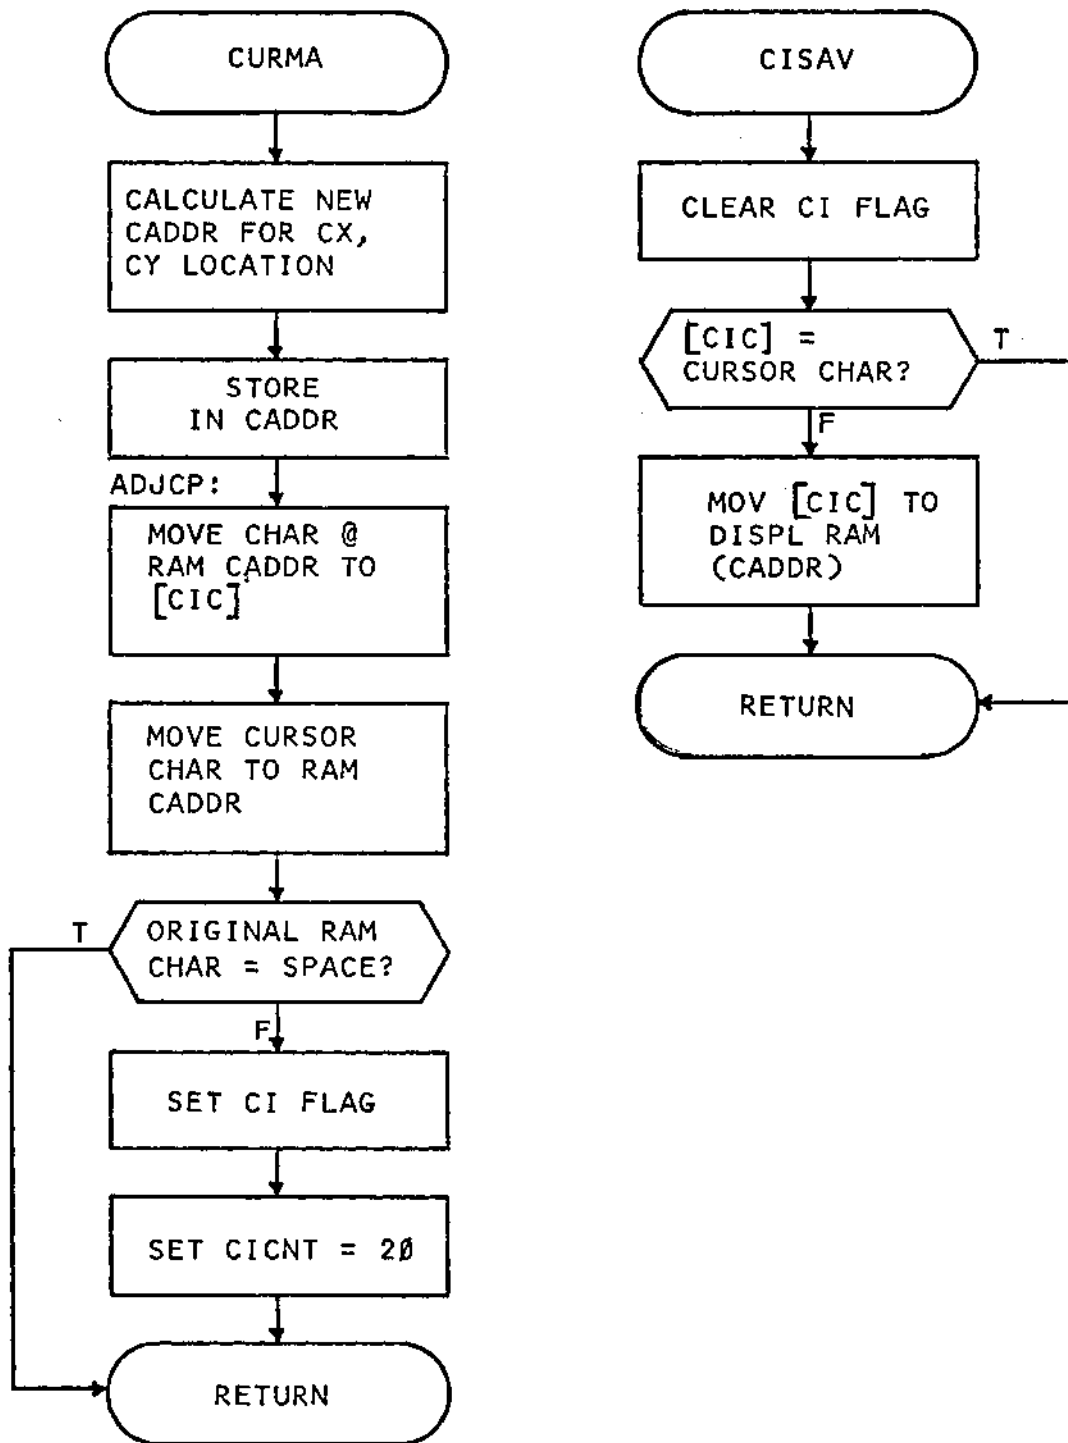 CURMA
CALCULATE NEW
CADDR FOR CX,
CY LOCATION
STORE
IN CADDR
ADJCP:
MOVE CHAR @
RAM CADDR TO
[CIC]
MOVE CURSOR
CHAR TO RAM
CADDR
T
ORIGINAL RAM
CHAR = SPACE?
F
SET CI FLAG
SET CICNT = 2Ø
RETURN
CISAV
CLEAR CI FLAG
[CIC] =
CURSOR CHAR?
T
F
MOV [CIC] TO
DISPL RAM
(CADDR)
RETURN